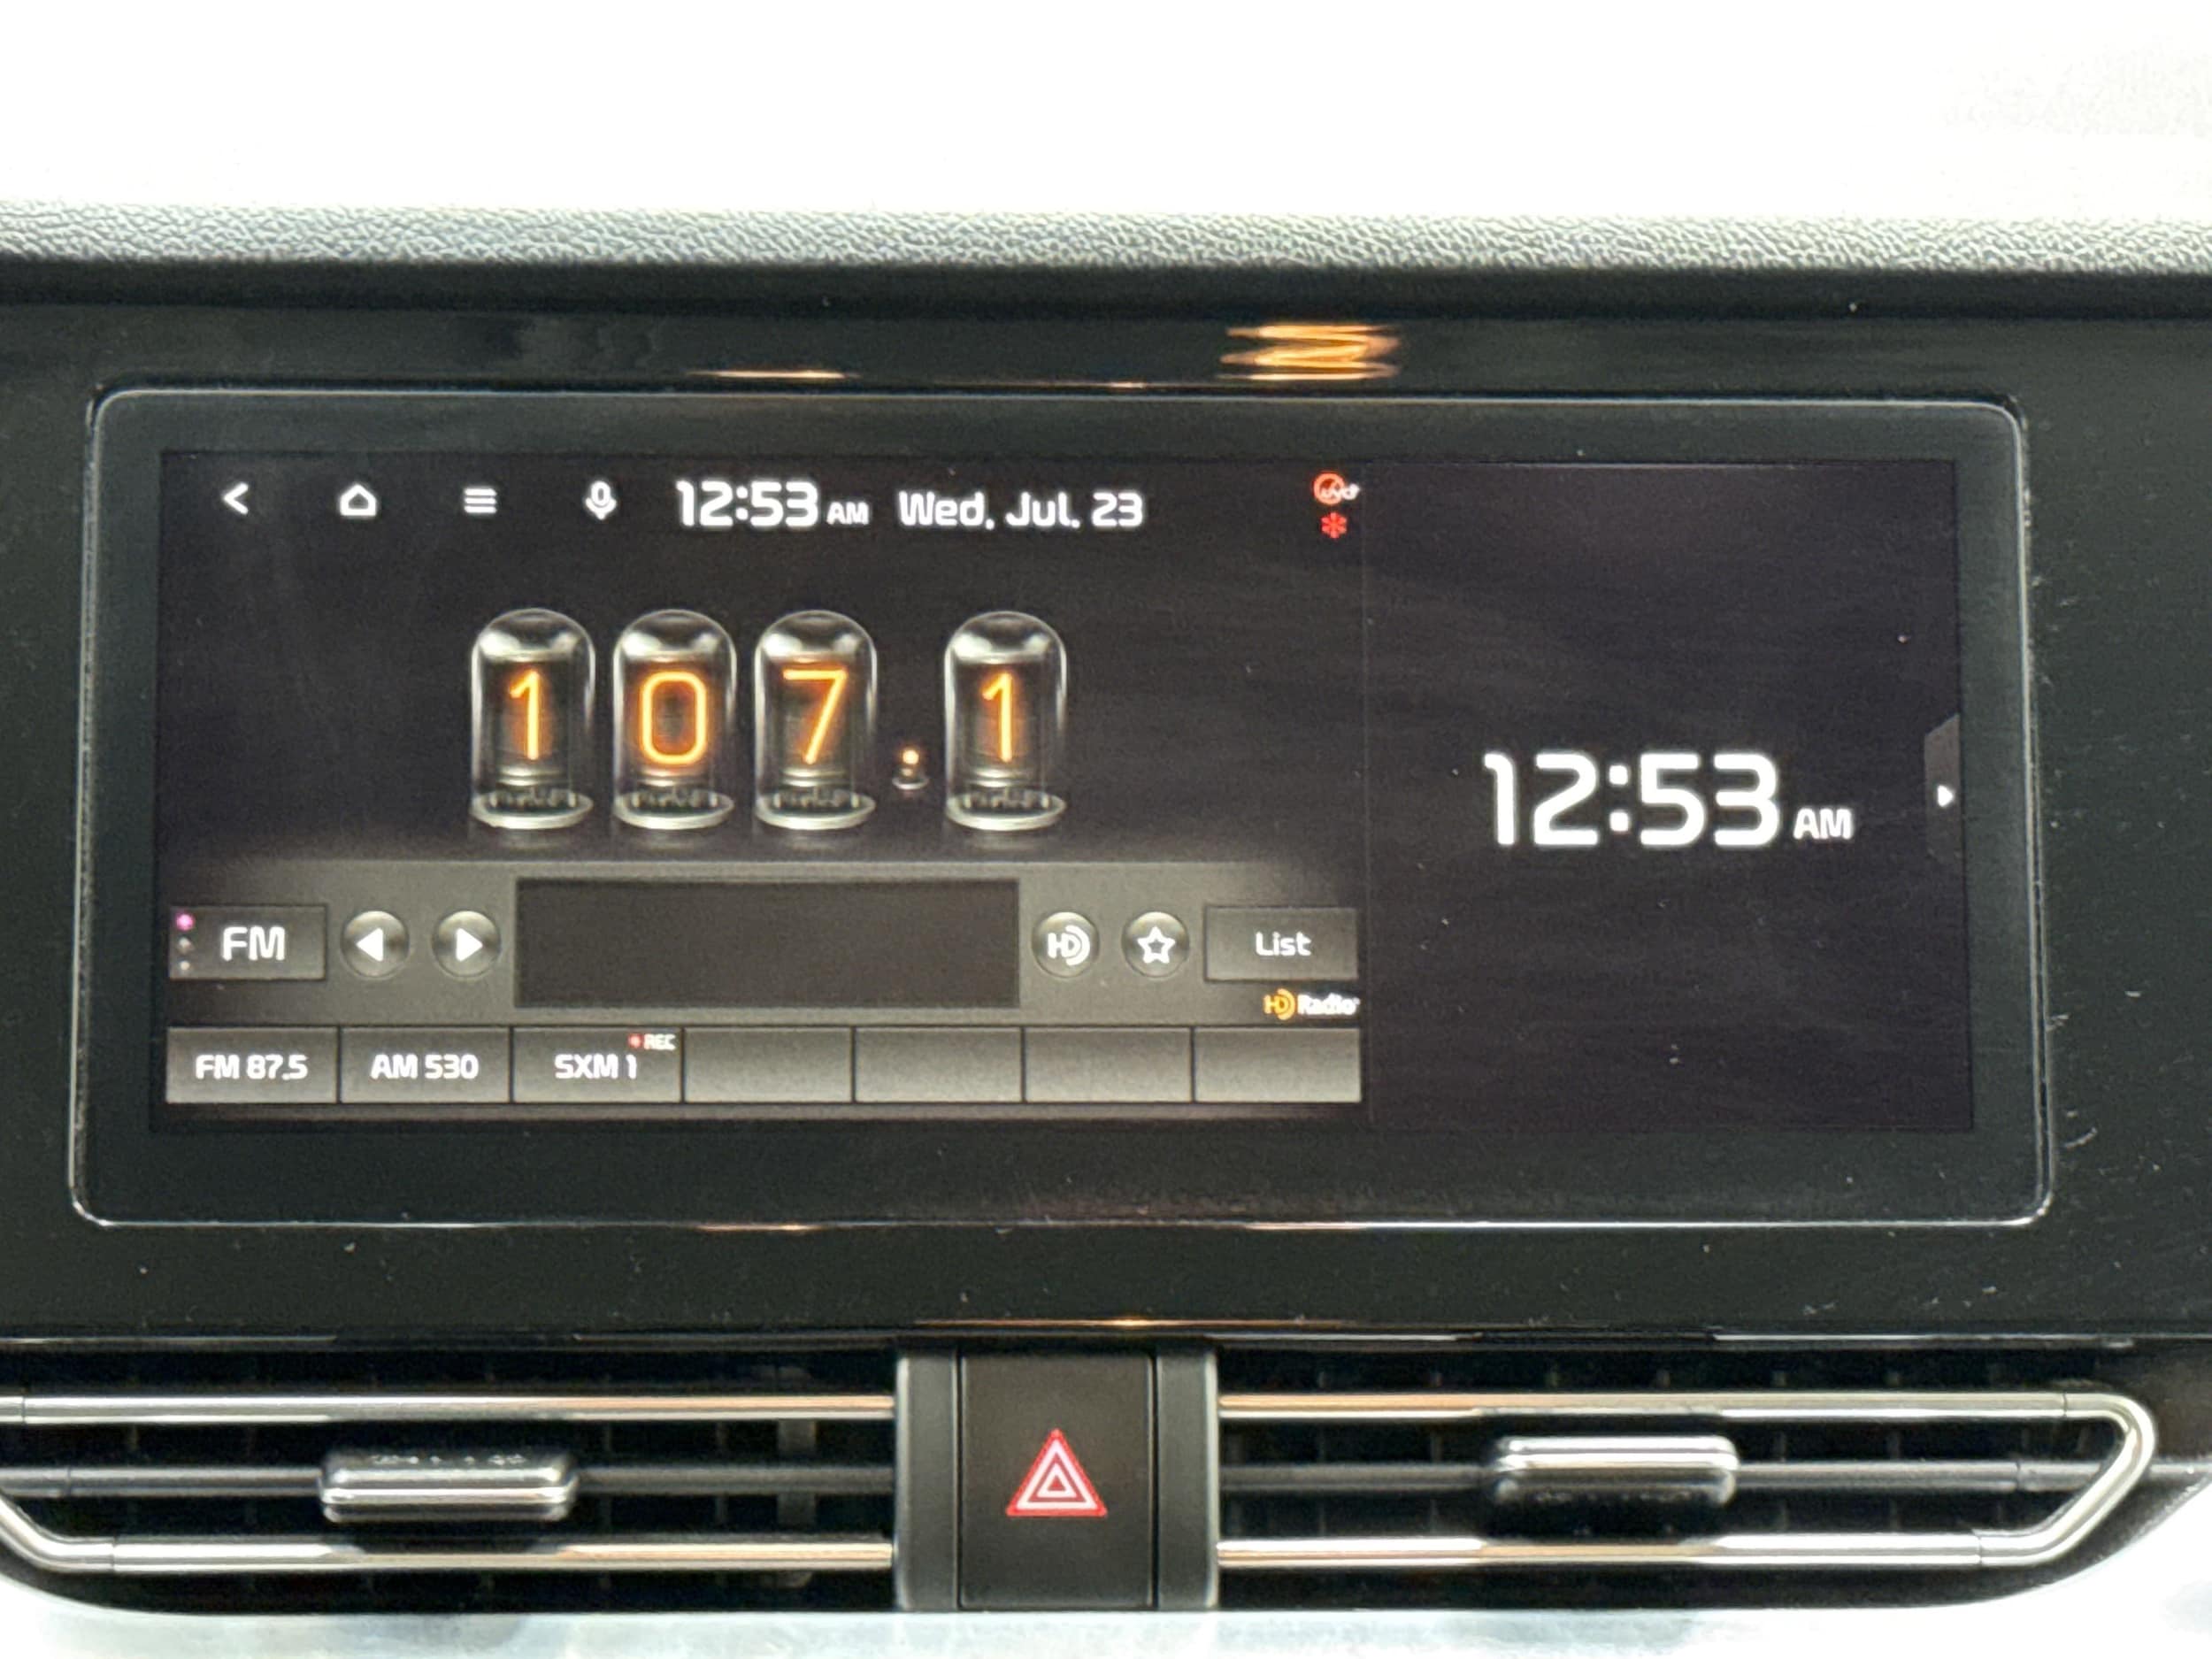 12:53 AM Wed, Jul. 23
107.1
12:53 AM
FM
HD
List
HD Radio
FM 87.5
AM 530
SXM 1
REC